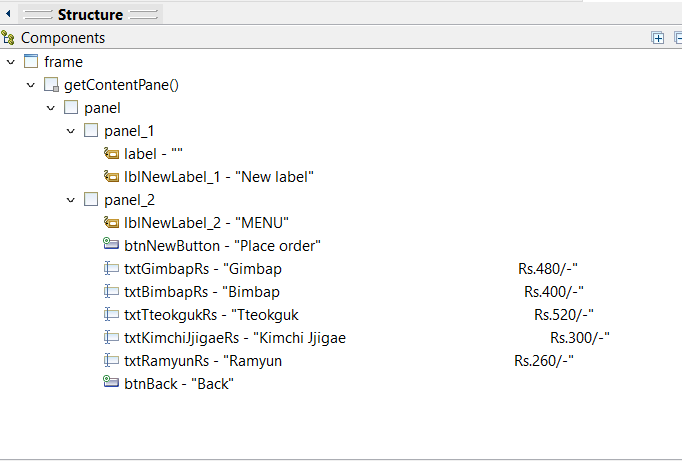 Structure
Components
frame
getContentPane()
panel
panel_1
label - ""
lblNewLabel_1 - "New label"
panel_2
lblNewLabel_2 - "MENU"
btnNewButton - "Place order"
txtGimbapRs - "Gimbap Rs.480/-"
txtBimbapRs - "Bimbap Rs.400/-"
txtTteokgukRs - "Tteokguk Rs.520/-"
txtKimchiJjigaeRs - "Kimchi Jjigae Rs.300/-"
txtRamyunRs - "Ramyun Rs.260/-"
btnBack - "Back"